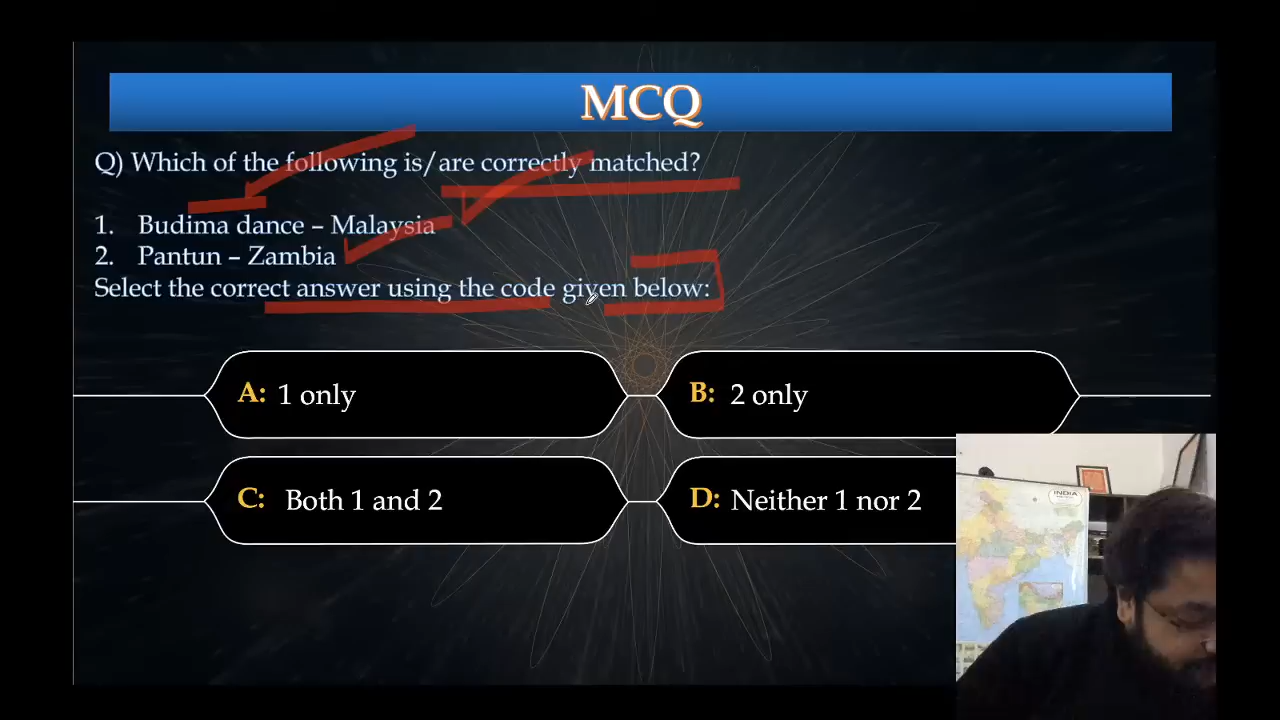 MCQ
Q) Which of the following is/are correctly matched?
1. Budima dance – Malaysia
2. Pantun – Zambia
Select the correct answer using the code given below:
A: 1 only
B: 2 only
C: Both 1 and 2
D: Neither 1 nor 2
INDIA